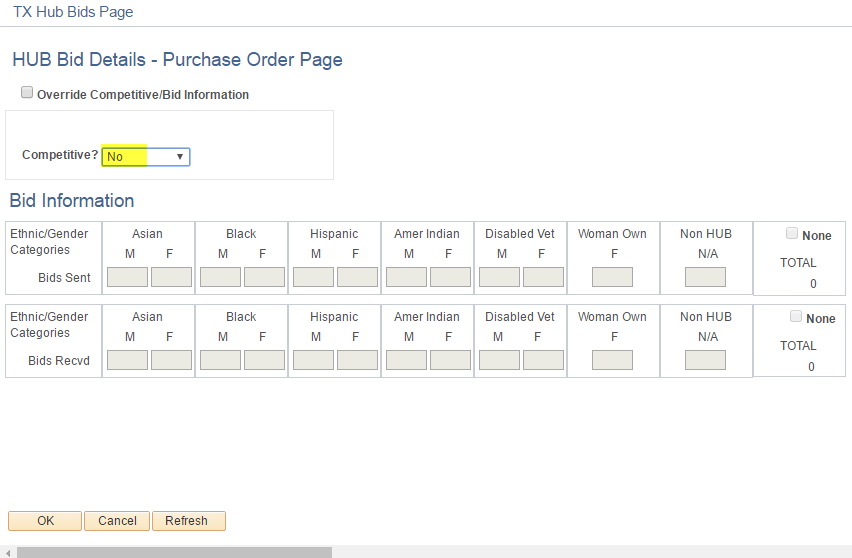 TX Hub Bids Page
HUB Bid Details - Purchase Order Page
Override Competitive/Bid Information
Competitive? No
Bid Information
Ethnic/Gender Categories Asian Black Hispanic Amer Indian Disabled Vet Woman Own Non HUB None
M F M F M F M F M F F N/A
TOTAL
Bids Sent 0
Ethnic/Gender Categories Asian Black Hispanic Amer Indian Disabled Vet Woman Own Non HUB None
M F M F M F M F M F F N/A
TOTAL
Bids Recvd 0
OK Cancel Refresh